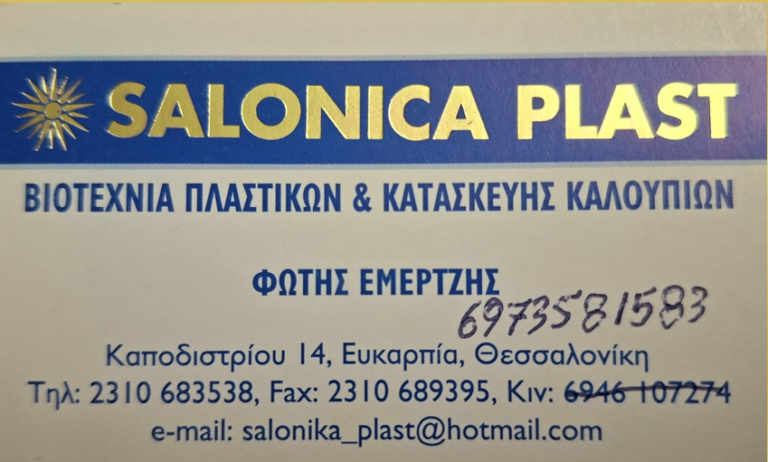 SALONICA PLAST
ΒΙΟΤΕΧΝΙΑ ΠΛΑΣΤΙΚΩΝ & ΚΑΤΑΣΚΕΥΗΣ ΚΑΛΟΥΠΙΩΝ
ΦΩΤΗΣ ΕΜΕΡΤΖΗΣ
6973581583
Καποδιστρίου 14, Ευκαρπία, Θεσσαλονίκη
Τηλ: 2310 683538, Fax: 2310 689395, Κιν: 6946 107274
e-mail: salonika_plast@hotmail.com